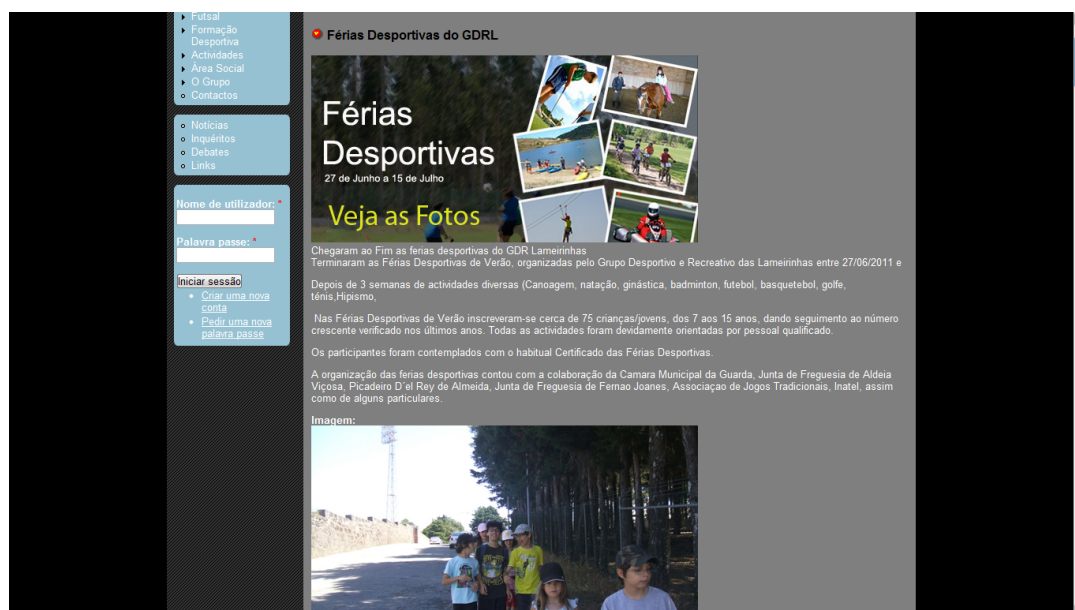 Futsal
Formação
Desportiva
Actividades
Área Social
O Grupo
Contactos
Notícias
Inquéritos
Debates
Links
Nome de utilizador: *
Palavra passe: *
Iniciar sessão
Criar uma nova
conta
Pedir uma nova
palavra passe
Férias Desportivas do GDRL
Férias
Desportivas
27 de Junho a 15 de Julho
Veja as Fotos
Chegaram ao Fim as ferias desportivas do GDR Lameirinhas
Terminaram as Férias Desportivas de Verão, organizadas pelo Grupo Desportivo e Recreativo das Lameirinhas entre 27/06/2011 e
Depois de 3 semanas de actividades diversas (Canoagem, natação, ginástica, badminton, futebol, basquetebol, golfe,
ténis,Hipismo,
Nas Férias Desportivas de Verão inscreveram-se cerca de 75 crianças/jovens, dos 7 aos 15 anos, dando seguimento ao número
crescente verificado nos últimos anos. Todas as actividades foram devidamente orientadas por pessoal qualificado.
Os participantes foram contemplados com o habitual Certificado das Férias Desportivas.
A organização das ferias desportivas contou com a colaboração da Camara Municipal da Guarda, Junta de Freguesia de Aldeia
Viçosa, Picadeiro D´el Rey de Almeida, Junta de Freguesia de Fernao Joanes, Associaçao de Jogos Tradicionais, Inatel, assim
como de alguns particulares.
Imagem: